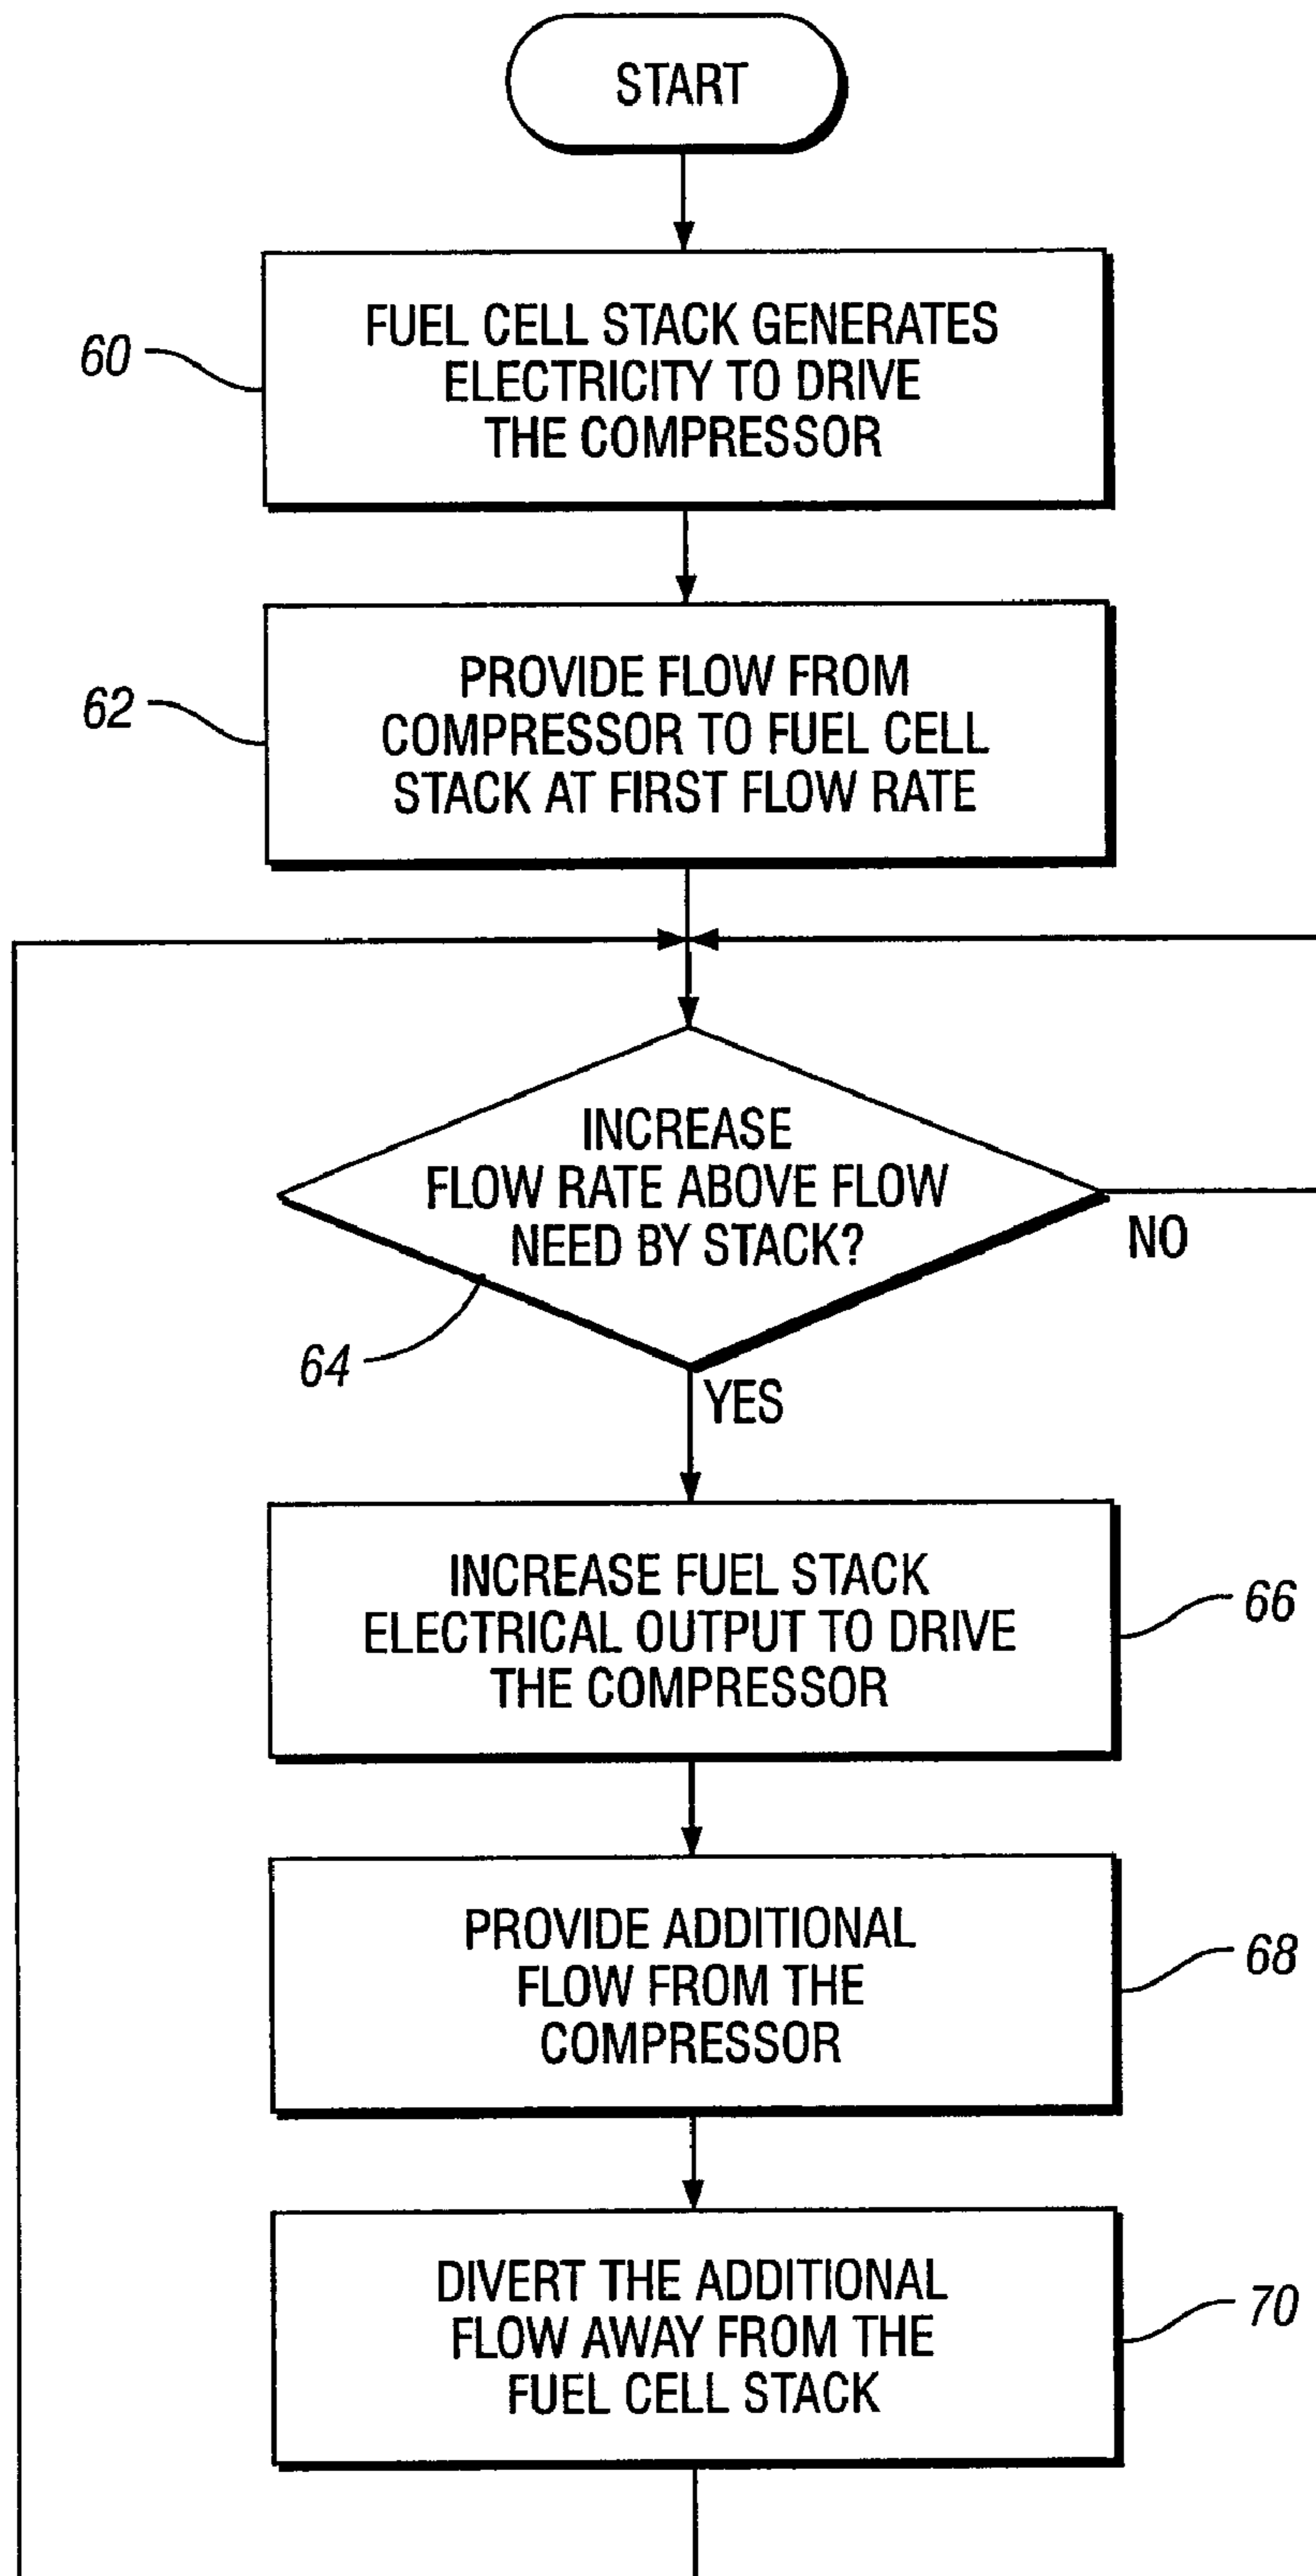 START
60
FUEL CELL STACK GENERATES
ELECTRICITY TO DRIVE
THE COMPRESSOR
62
PROVIDE FLOW FROM
COMPRESSOR TO FUEL CELL
STACK AT FIRST FLOW RATE
INCREASE
FLOW RATE ABOVE FLOW
NEED BY STACK?
NO
64
YES
INCREASE FUEL STACK
ELECTRICAL OUTPUT TO DRIVE
THE COMPRESSOR
66
PROVIDE ADDITIONAL
FLOW FROM THE
COMPRESSOR
68
DIVERT THE ADDITIONAL
FLOW AWAY FROM THE
FUEL CELL STACK
70